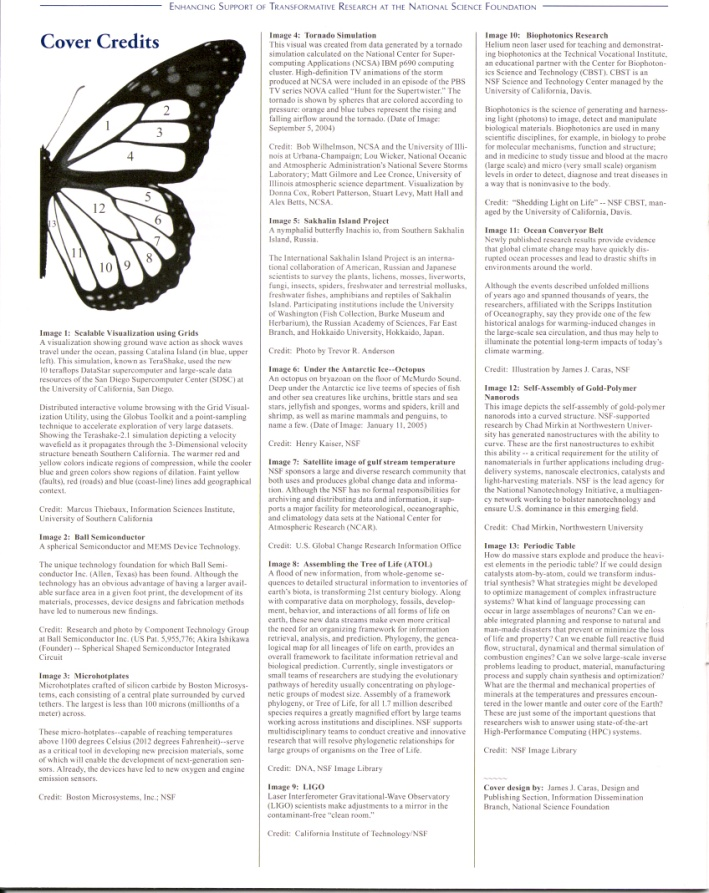 ENHANCING SUPPORT OF TRANSFORMATIVE RESEARCH AT THE NATIONAL SCIENCE FOUNDATION
Cover Credits
1
2
3
4
5
6
7
8
9
10
11
12
13
Image 1: Scalable Visualization using Grids
A visualization showing ground wave action as shock waves
travel under the ocean, passing Catalina Island (in blue, upper
left). This simulation, known as TeraShake, used the new
10 teraflops DataStar supercomputer and large-scale data
resources of the San Diego Supercomputer Center (SDSC) at
the University of California, San Diego.
Distributed interactive volume browsing with the Grid Visual-
ization Utility, using the Globus Toolkit and a point-sampling
technique to accelerate exploration of very large datasets.
Showing the Terashake-2.1 simulation depicting a velocity
wavefield as it propagates through the 3-Dimensional velocity
structure beneath Southern California. The warmer red and
yellow colors indicate regions of compression, while the cooler
blue and green colors show regions of dilation. Faint yellow
(faults), red (roads) and blue (coast-line) lines add geographical
context.
Credit: Marcus Thiebaux, Information Sciences Institute,
University of Southern California
Image 2: Ball Semiconductor
A spherical Semiconductor and MEMS Device Technology.
The unique technology foundation for which Ball Semi-
conductor Inc. (Allen, Texas) has been found. Although the
technology has an obvious advantage of having a larger avail-
able surface area in a given foot print, the development of its
materials, processes, device designs and fabrication methods
have led to numerous new findings.
Credit: Research and photo by Component Technology Group
at Ball Semiconductor Inc. (US Pat. 5,955,776; Akira Ishikawa
(Founder) -- Spherical Shaped Semiconductor Integrated
Circuit
Image 3: Microhotplates
Microhotplates crafted of silicon carbide by Boston Microsys-
tems, each consisting of a central plate surrounded by curved
tethers. The largest is less than 100 microns (millionths of a
meter) across.
These micro-hotplates--capable of reaching temperatures
above 1100 degrees Celsius (2012 degrees Fahrenheit)--serve
as a critical tool in developing new precision materials, some
of which will enable the development of next-generation sen-
sors. Already, the devices have led to new oxygen and engine
emission sensors.
Credit: Boston Microsystems, Inc.; NSF
Image 4: Tornado Simulation
This visual was created from data generated by a tornado
simulation calculated on the National Center for Super-
computing Applications (NCSA) IBM p690 computing
cluster. High-definition TV animations of the storm
produced at NCSA were included in an episode of the PBS
TV series NOVA called "Hunt for the Supertwister." The
tornado is shown by spheres that are colored according to
pressure: orange and blue tubes represent the rising and
falling airflow around the tornado. (Date of Image:
September 5, 2004)
Credit: Bob Wilhelmson, NCSA and the University of Illi-
nois at Urbana-Champaign; Lou Wicker, National Oceanic
and Atmospheric Administration's National Severe Storms
Laboratory; Matt Gilmore and Lee Cronce, University of
Illinois atmospheric science department. Visualization by
Donna Cox, Robert Patterson, Stuart Levy, Matt Hall and
Alex Betts, NCSA.
Image 5: Sakhalin Island Project
A nymphalid butterfly Inachis io, from Southern Sakhalin
Island, Russia.
The International Sakhalin Island Project is an interna-
tional collaboration of American, Russian and Japanese
scientists to survey the plants, lichens, mosses, liverworts,
fungi, insects, spiders, freshwater and terrestrial mollusks,
freshwater fishes, amphibians and reptiles of Sakhalin
Island. Participating institutions include the University
of Washington (Fish Collection, Burke Museum and
Herbarium), the Russian Academy of Sciences, Far East
Branch, and Hokkaido University, Hokkaido, Japan.
Credit: Photo by Trevor R. Anderson
Image 6: Under the Antarctic Ice--Octopus
An octopus on bryozoan on the floor of McMurdo Sound.
Deep under the Antarctic ice live teems of species of fish
and other sea creatures like urchins, brittle stars and sea
stars, jellyfish and sponges, worms and spiders, krill and
shrimp, as well as marine mammals and penguins, to
name a few. (Date of image: January 11, 2005)
Credit: Henry Kaiser, NSF
Image 7: Satellite image of gulf stream temperature
NSF sponsors a large and diverse research community that
both uses and produces global change data and informa-
tion. Although the NSF has no formal responsibilities for
archiving and distributing data and information, it sup-
ports a major facility for meteorological, oceanographic,
and climatology data sets at the National Center for
Atmospheric Research (NCAR).
Credit: U.S. Global Change Research Information Office
Image 8: Assembling the Tree of Life (ATOL)
A flood of new information, from whole-genome se-
quences to detailed structural information to inventories of
earth's biota, is transforming 21st century biology. Along
with comparative data on morphology, fossils, develop-
ment, behavior, and interactions of all forms of life on
earth, these new data streams make even more critical
the need for an organizing framework for information
retrieval, analysis, and prediction. Phylogeny, the genea-
logical map for all lineages of life on earth, provides an
overall framework to facilitate information retrieval and
biological prediction. Currently, single investigators or
small teams of researchers are studying the evolutionary
pathways of heredity usually concentrating on phyloge-
netic groups of modest size. Assembly of a framework
phylogeny, or Tree of Life, for all 1.7 million described
species requires a greatly magnified effort by large teams
working across institutions and disciplines. NSF supports
multidisciplinary teams to conduct creative and innovative
research that will resolve phylogenetic relationships for
large groups of organisms on the Tree of Life.
Credit: DNA, NSF Image Library
Image 9: LIGO
Laser Interferometer Gravitational-Wave Observatory
(LIGO) scientists make adjustments to a mirror in the
contaminant-free "clean room."
Credit: California Institute of Technology/NSF
Image 10: Biophotonics Research
Helium neon laser used for teaching and demonstrat-
ing biophotonics at the Technical Vocational Institute,
an educational partner with the Center for Biophoton-
ics Science and Technology (CBST). CBST is an
NSF Science and Technology Center managed by the
University of California, Davis.
Biophotonics is the science of generating and harness-
ing light (photons) to image, detect and manipulate
biological materials. Biophotonics are used in many
scientific disciplines, for example, in biology to probe
for molecular mechanisms, function and structure;
and in medicine to study tissue and blood at the macro
(large scale) and micro (very small scale) organism
levels in order to detect, diagnose and treat diseases in
a way that is noninvasive to the body.
Credit: "Shedding Light on Life" -- NSF CBST, man-
aged by the University of California, Davis.
Image 11: Ocean Converyor Belt
Newly published research results provide evidence
that global climate change may have quickly dis-
rupted ocean processes and lead to drastic shifts in
environments around the world.
Although the events described unfolded millions
of years ago and spanned thousands of years, the
researchers, affiliated with the Scripps Institution
of Oceanography, say they provide one of the few
historical analogs for warming-induced changes in
the large-scale sea circulation, and thus may help to
illuminate the potential long-term impacts of today's
climate warming.
Credit: Illustration by James J. Caras, NSF
Image 12: Self-Assembly of Gold-Polymer
Nanorods
This image depicts the self-assembly of gold-polymer
nanorods into a curved structure. NSF-supported
research by Chad Mirkin at Northwestern Univer-
sity has generated nanostructures with the ability to
curve. These are the first nanostructures to exhibit
this ability -- a critical requirement for the utility of
nanomaterials in further applications including drug-
delivery systems, nanoscale electronics, catalysts and
light-harvesting materials. NSF is the lead agency for
the National Nanotechnology Initiative, a multiagen-
cy network working to bolster nanotechnology and
ensure U.S. dominance in this emerging field.
Credit: Chad Mirkin, Northwestern University
Image 13: Periodic Table
How do massive stars explode and produce the heavi-
est elements in the periodic table? If we could design
catalysts atom-by-atom, could we transform indus-
trial synthesis? What strategies might be developed
to optimize management of complex infrastructure
systems? What kind of language processing can
occur in large assemblages of neurons? Can we en-
able integrated planning and response to natural and
man-made disasters that prevent or minimize the loss
of life and property? Can we enable full reactive fluid
flow, structural, dynamical and thermal simulation of
combustion engines? Can we solve large-scale inverse
problems leading to product, material, manufacturing
process and supply chain synthesis and optimization?
What are the thermal and mechanical properties of
minerals at the temperatures and pressures encoun-
tered in the lower mantle and outer core of the Earth?
These are just some of the important questions that
researchers wish to answer using state-of-the-art
High-Performance Computing (HPC) systems.
Credit: NSF Image Library
~~~~~
Cover design by: James J. Caras, Design and
Publishing Section, Information Dissemination
Branch, National Science Foundation